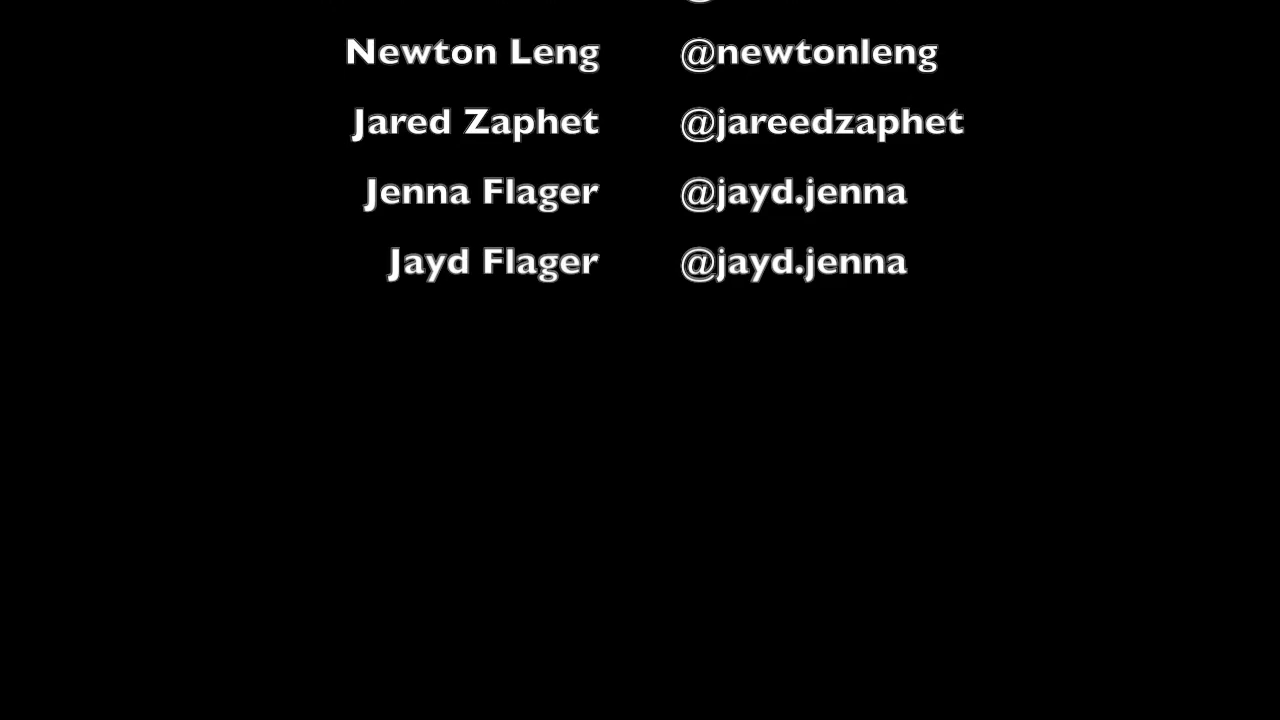 Newton Leng @newtonleng
Jared Zaphet @jareedzaphet
Jenna Flager @jayd.jenna
Jayd Flager @jayd.jenna